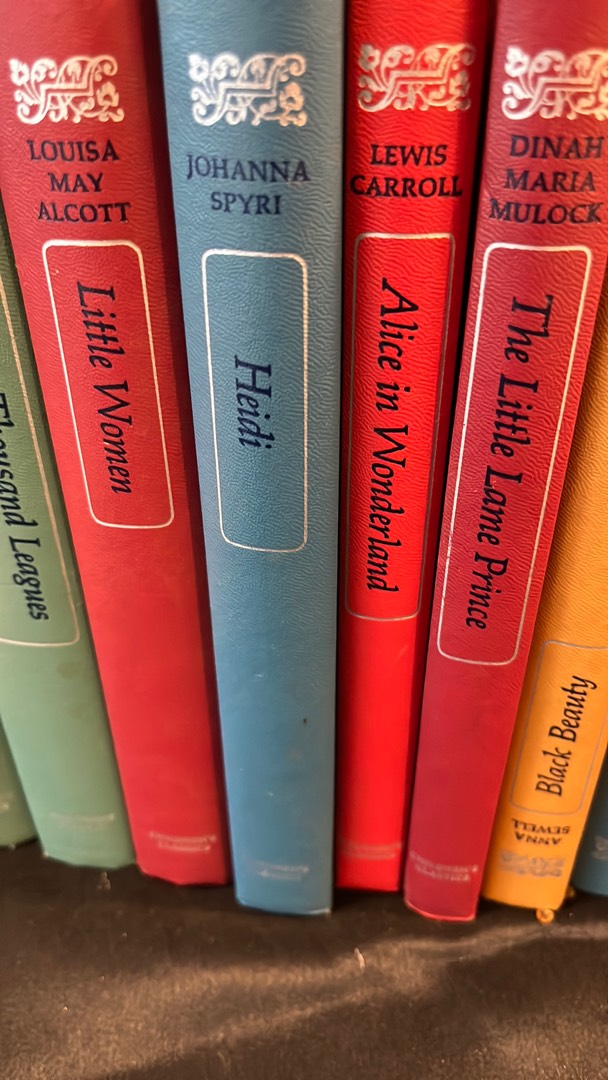 Thousand Leagues
LOUISA
MAY
ALCOTT
Little Women
JOHANNA
SPYRI
Heidi
LEWIS
CARROLL
Alice in Wonderland
DINAH
MARIA
MULOCK
The Little Lame Prince
Black Beauty
ANNA
SEWELL